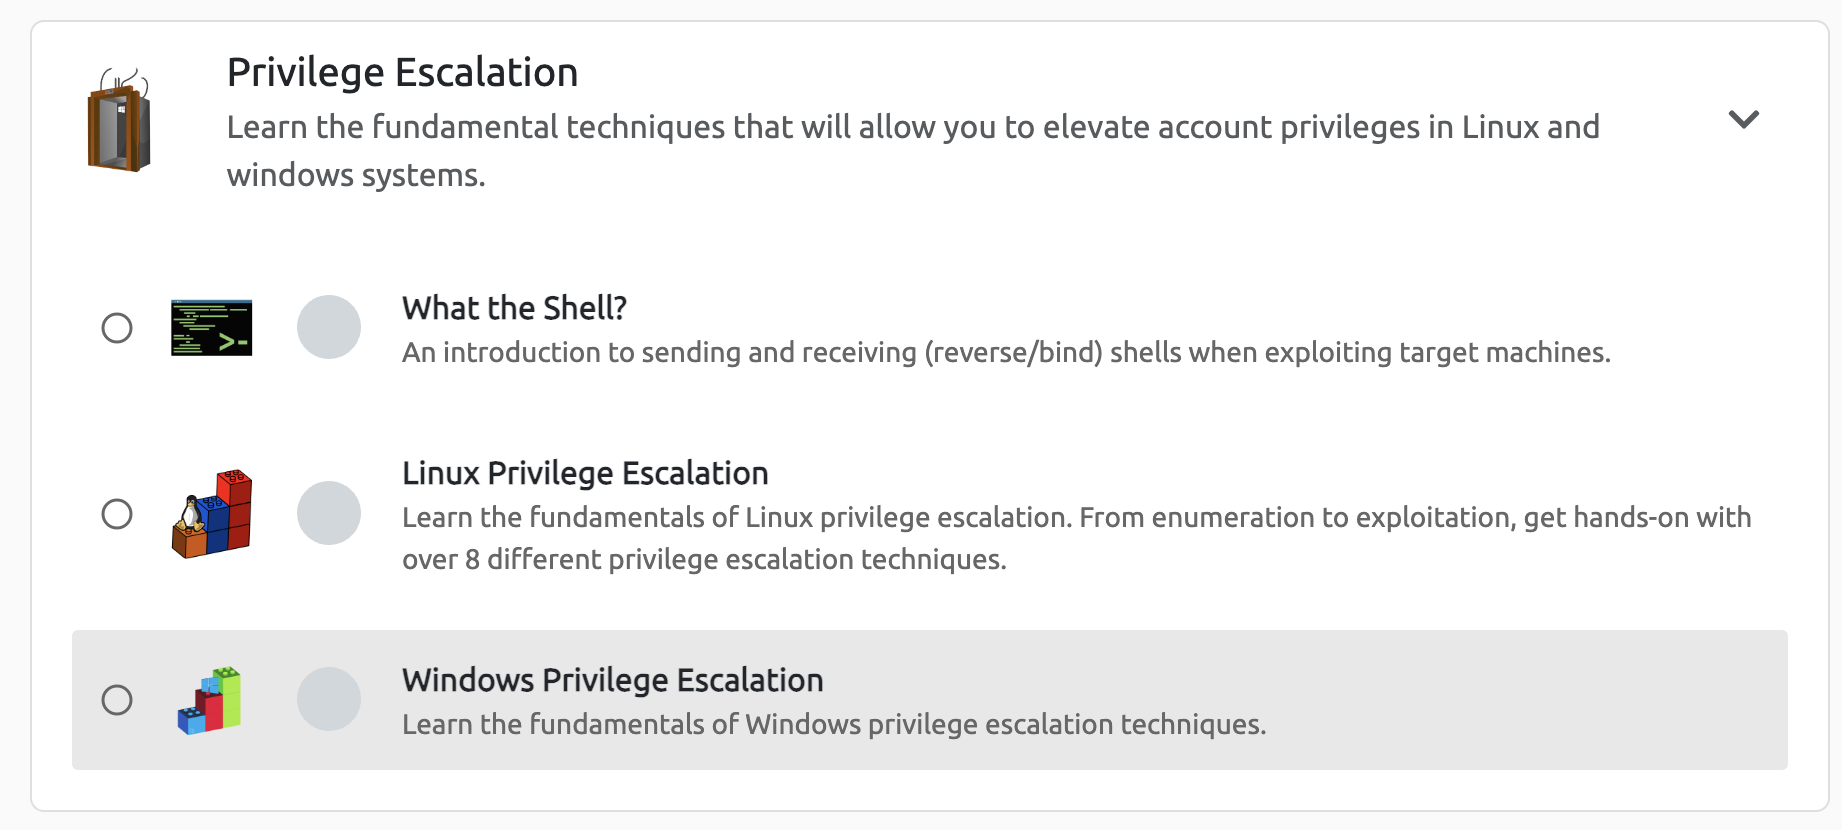 Privilege Escalation
Learn the fundamental techniques that will allow you to elevate account privileges in Linux and
windows systems.
What the Shell?
An introduction to sending and receiving (reverse/bind) shells when exploiting target machines.
Linux Privilege Escalation
Learn the fundamentals of Linux privilege escalation. From enumeration to exploitation, get hands-on with
over 8 different privilege escalation techniques.
Windows Privilege Escalation
Learn the fundamentals of Windows privilege escalation techniques.